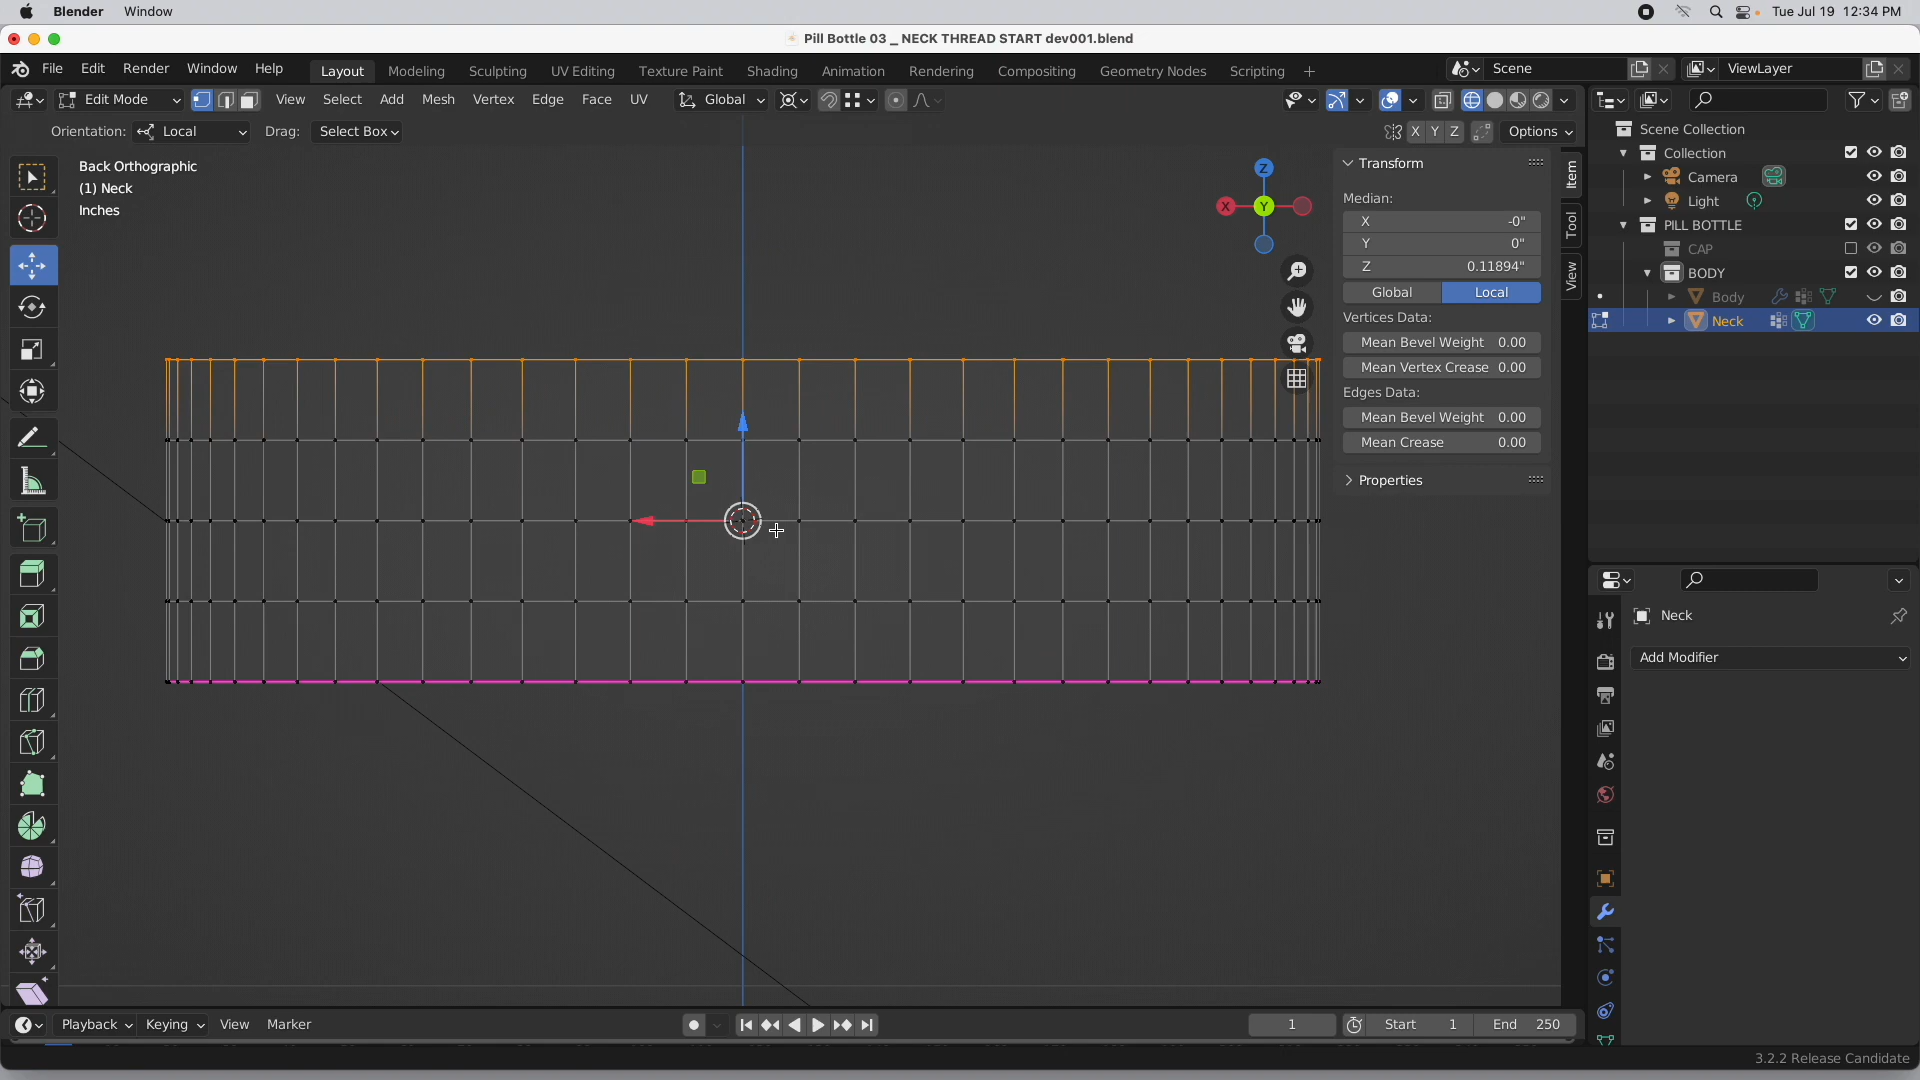 Blender Window Tue Jul 19 12:34 PM
Pill Bottle 03 _ NECK THREAD START dev001.blend
File Edit Render Window Help Layout Modeling Sculpting UV Editing Texture Paint Shading Animation Rendering Compositing Geometry Nodes Scripting + Scene ViewLayer
Edit Mode View Select Add Mesh Vertex Edge Face UV Global
Orientation: Local Drag: Select Box X Y Z Options
Back Orthographic
(1) Neck
Inches
Z
X Y
Transform
Median:
X -0"
Y 0"
Z 0.11894"
Global Local
Vertices Data:
Mean Bevel Weight 0.00
Mean Vertex Crease 0.00
Edges Data:
Mean Bevel Weight 0.00
Mean Crease 0.00
Properties
Item
Tool
View
Scene Collection
Collection
Camera
Light
PILL BOTTLE
CAP
BODY
Body
Neck
Neck
Add Modifier
Playback Keying View Marker 1 Start 1 End 250
3.2.2 Release Candidate